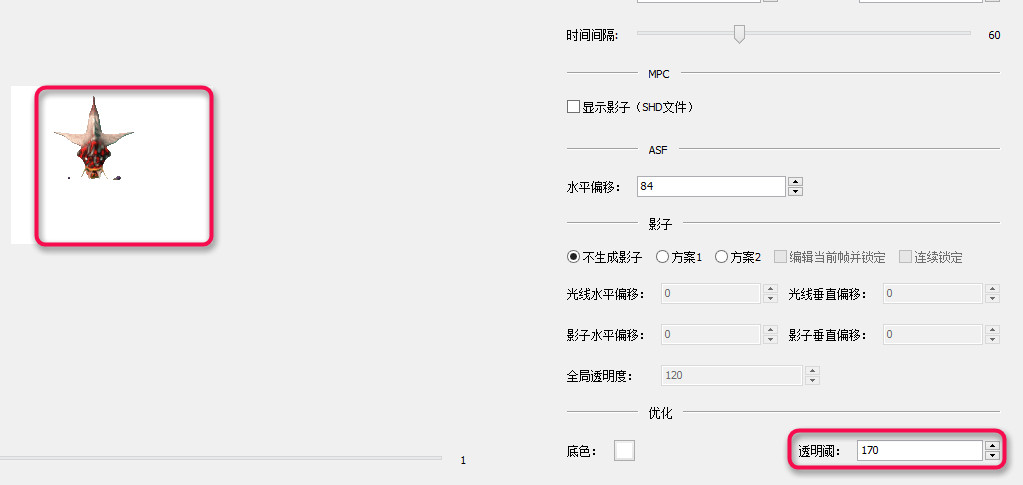 时间间隔: 60
MPC
显示影子（SHD文件）
ASF
水平偏移： 84
影子
不生成影子 方案1 方案2 编辑当前帧并锁定 连续锁定
光线水平偏移： 0 光线垂直偏移： 0
影子水平偏移： 0 影子垂直偏移： 0
全局透明度： 120
优化
底色： 透明阈： 170
1